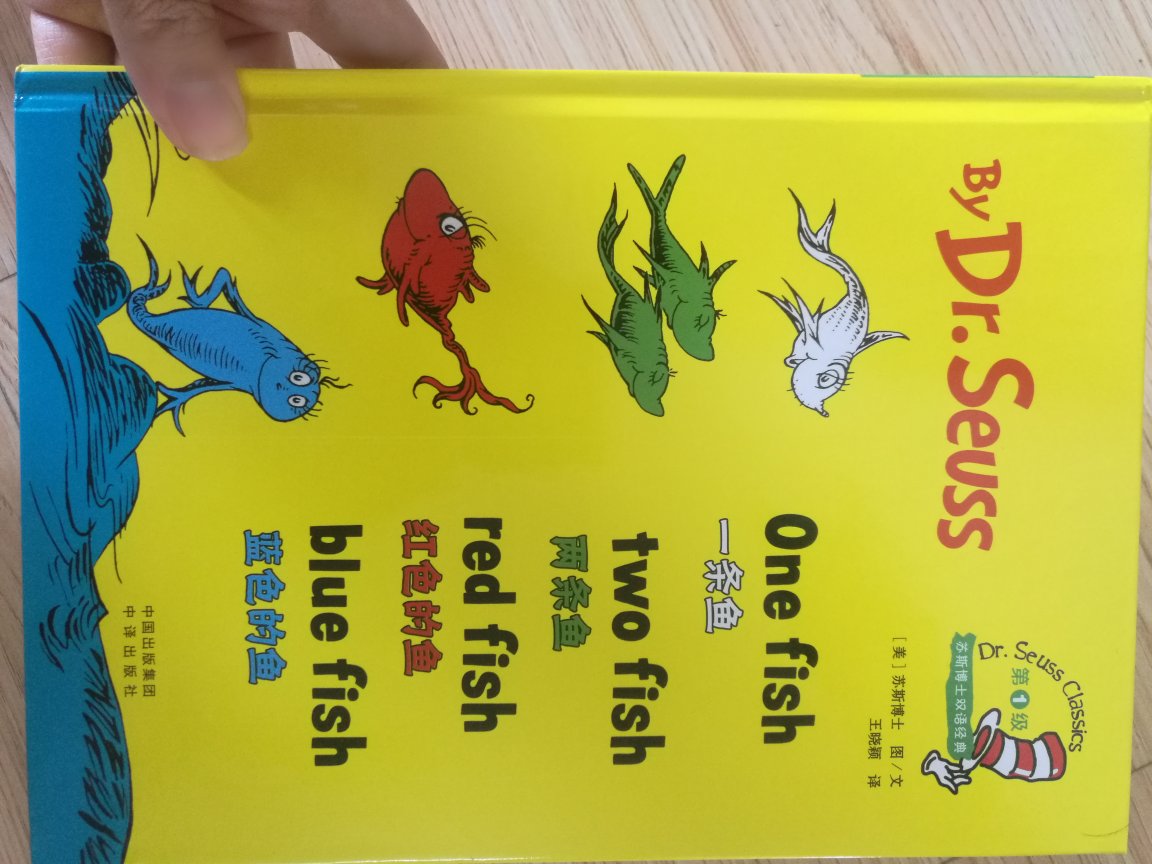 By Dr. Seuss
Dr. Seuss Classics
第1级
苏斯博士双语经典
[美] 苏斯博士 图/文
王晓颖 译
One fish
一条鱼
two fish
两条鱼
red fish
红色的鱼
blue fish
蓝色的鱼
中国出版集团
中译出版社